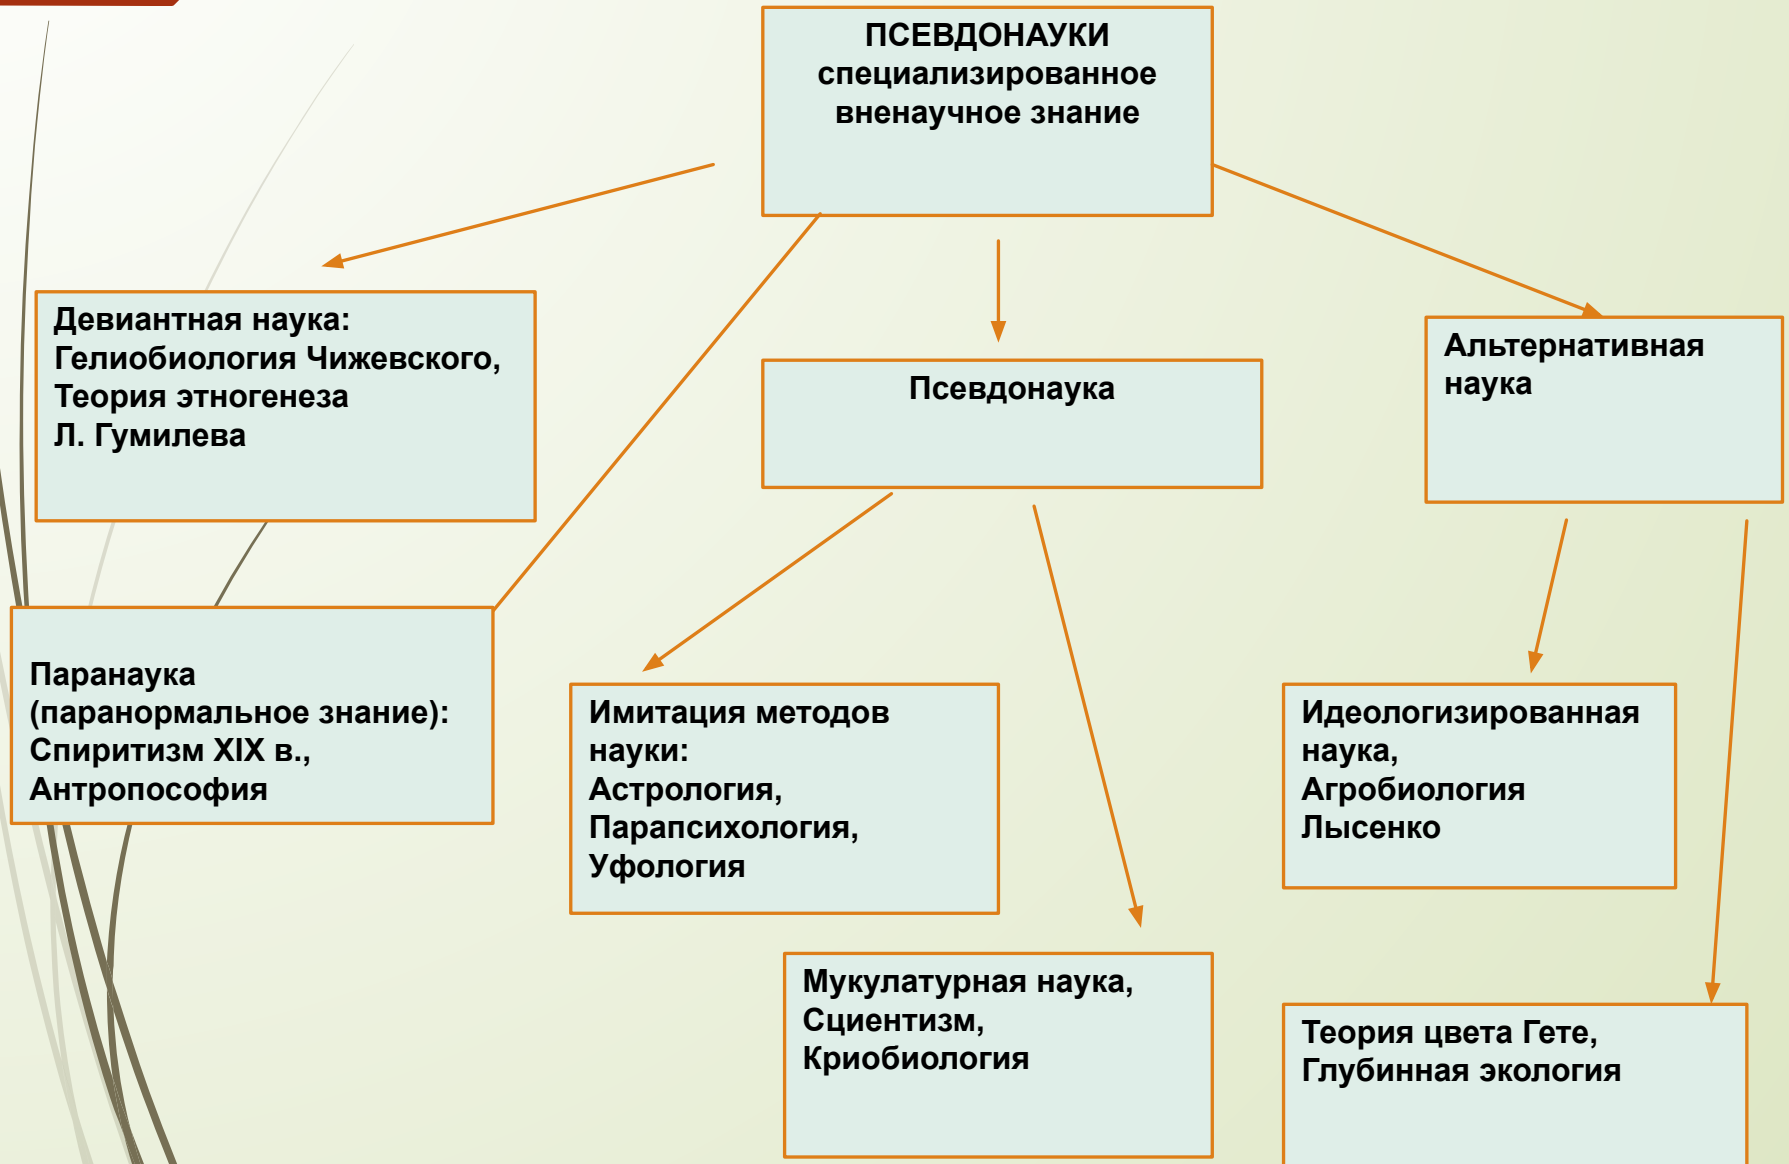 ПСЕВДОНАУКИ
специализированное
вненаучное знание
Девиантная наука:
Гелиобиология Чижевского,
Теория этногенеза
Л. Гумилева
Псевдонаука
Альтернативная
наука
Паранаука
(паранормальное знание):
Спиритизм XIX в.,
Антропософия
Имитация методов
науки:
Астрология,
Парапсихология,
Уфология
Идеологизированная
наука,
Агробиология
Лысенко
Мукулатурная наука,
Сциентизм,
Криобиология
Теория цвета Гете,
Глубинная экология